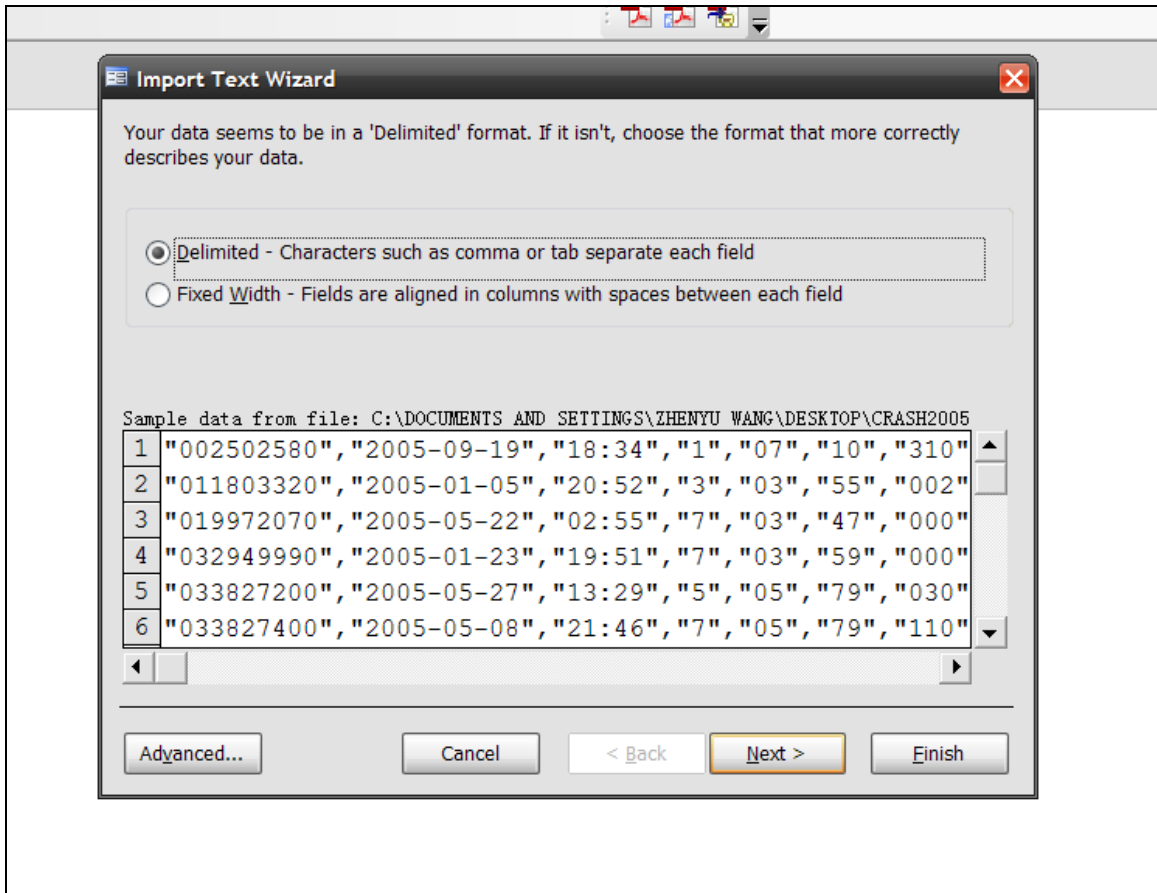 Import Text Wizard
Your data seems to be in a 'Delimited' format. If it isn't, choose the format that more correctly
describes your data.
Delimited - Characters such as comma or tab separate each field
Fixed Width - Fields are aligned in columns with spaces between each field
Sample data from file: C:\DOCUMENTS AND SETTINGS\ZHENYU WANG\DESKTOP\CRASH2005
1 "002502580","2005-09-19","18:34","1","07","10","310"
2 "011803320","2005-01-05","20:52","3","03","55","002"
3 "019972070","2005-05-22","02:55","7","03","47","000"
4 "032949990","2005-01-23","19:51","7","03","59","000"
5 "033827200","2005-05-27","13:29","5","05","79","030"
6 "033827400","2005-05-08","21:46","7","05","79","110"
Advanced... Cancel < Back Next > Finish